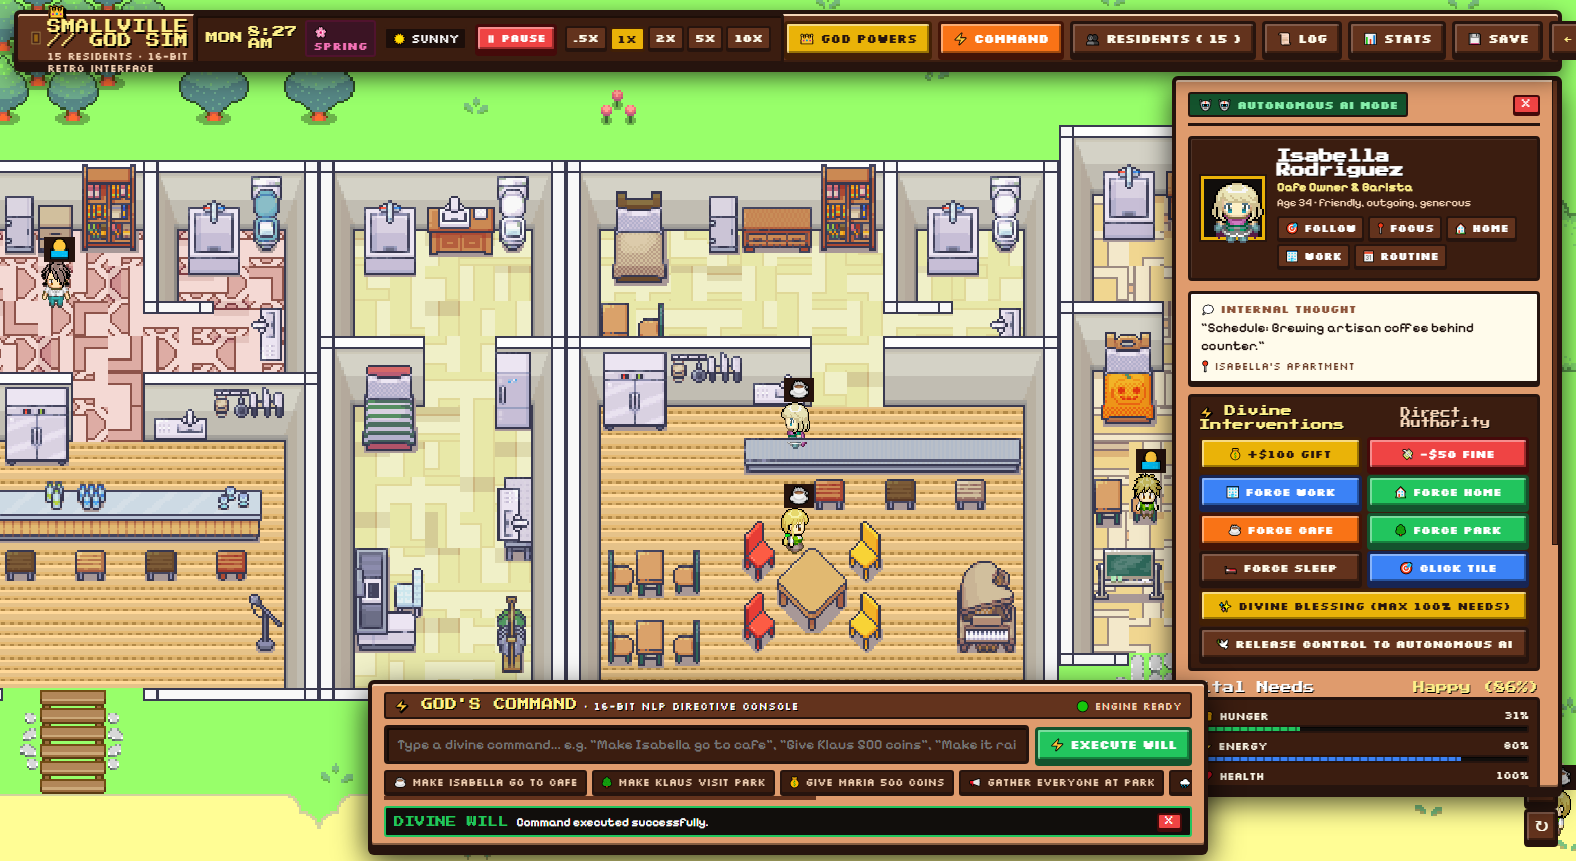 SMALLVILLE
// GOD SIM
15 RESIDENTS · 16-BIT
RETRO INTERFACE
MON 8:27 AM
SPRING
SUNNY
PAUSE
.5X
1X
2X
5X
10X
GOD POWERS
COMMAND
RESIDENTS ( 15 )
LOG
STATS
SAVE
AUTONOMOUS AI MODE
X
Isabella
Rodriguez
Cafe Owner & Barista
Age 34 · friendly, outgoing, generous
FOLLOW
FOCUS
HOME
WORK
ROUTINE
INTERNAL THOUGHT
"Schedule: Brewing artisan coffee behind
counter."
ISABELLA'S APARTMENT
Divine
Interventions
Direct
Authority
+$100 GIFT
-$50 FINE
FORCE WORK
FORCE HOME
FORCE CAFE
FORCE PARK
FORCE SLEEP
CLICK TILE
DIVINE BLESSING (MAX 100% NEEDS)
RELEASE CONTROL TO AUTONOMOUS AI
tal Needs
Happy (86%)
HUNGER 31%
ENERGY 80%
HEALTH 100%
GOD'S COMMAND · 16-BIT NLP DIRECTIVE CONSOLE
ENGINE READY
Type a divine command... e.g. "Make Isabella go to cafe", "Give Klaus 800 coins", "Make it rai
EXECUTE WILL
MAKE ISABELLA GO TO CAFE
MAKE KLAUS VISIT PARK
GIVE MARIA 500 COINS
GATHER EVERYONE AT PARK
DIVINE WILL Command executed successfully.
X